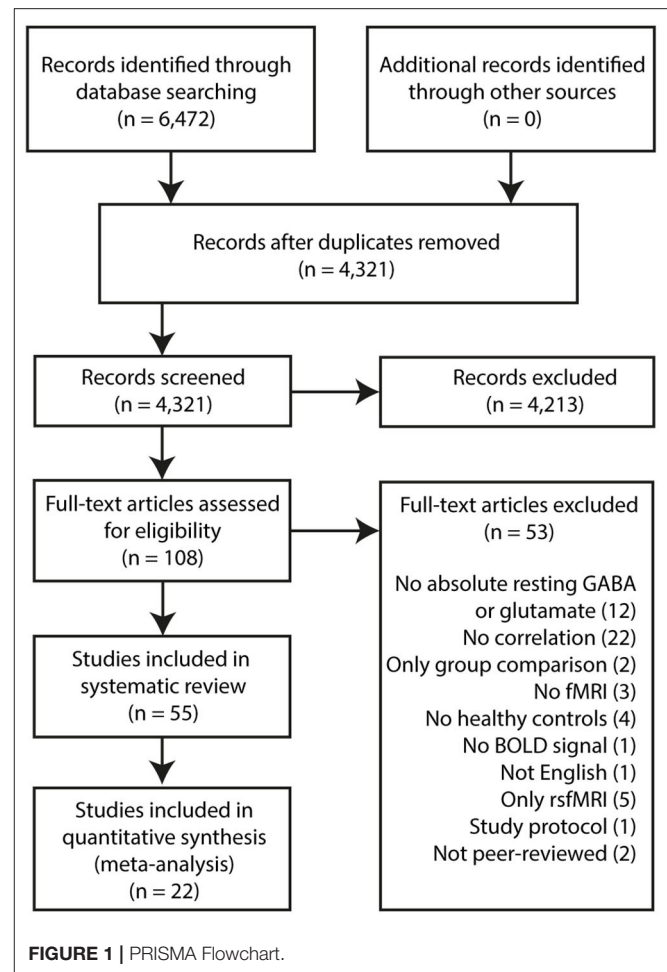 Records identified through
database searching
(n = 6,472)
Additional records identified
through other sources
(n = 0)
Records after duplicates removed
(n = 4,321)
Records screened
(n = 4,321)
Records excluded
(n = 4,213)
Full-text articles assessed
for eligibility
(n = 108)
Full-text articles excluded
(n = 53)
No absolute resting GABA
or glutamate (12)
No correlation (22)
Only group comparison (2)
No fMRI (3)
No healthy controls (4)
No BOLD signal (1)
Not English (1)
Only rsfMRI (5)
Study protocol (1)
Not peer-reviewed (2)
Studies included in
systematic review
(n = 55)
Studies included in
quantitative synthesis
(meta-analysis)
(n = 22)
FIGURE 1 | PRISMA Flowchart.